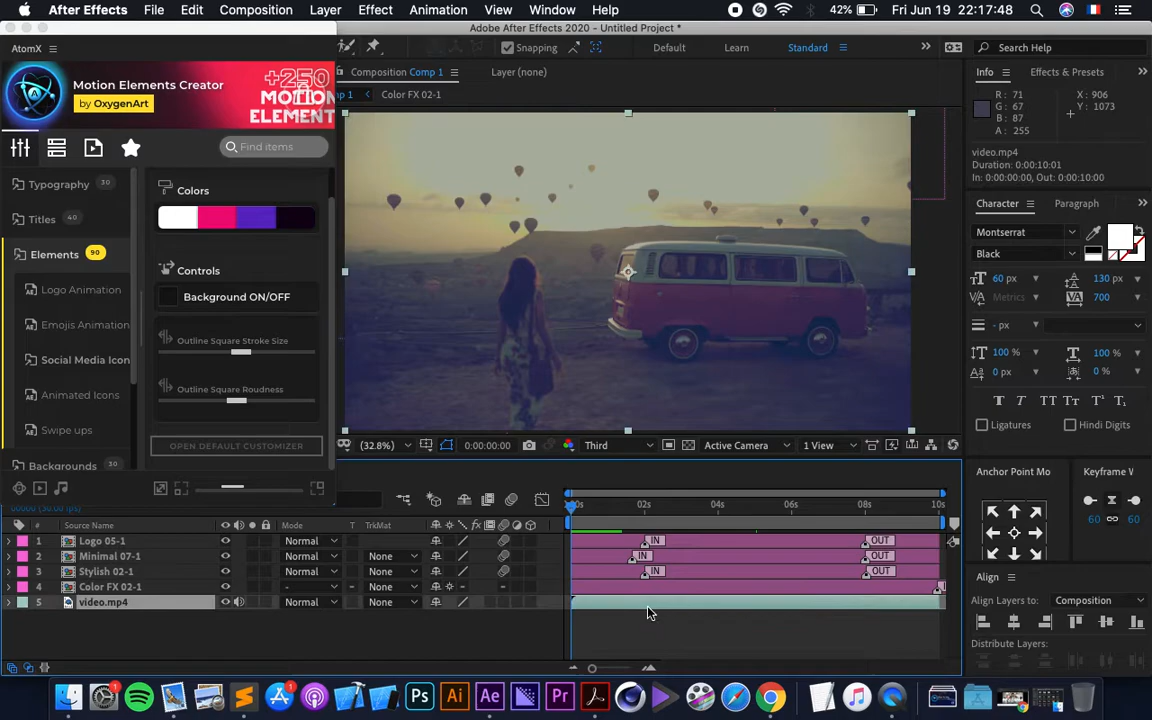 After Effects File Edit Composition Layer Effect Animation View Window Help 42% Fri Jun 19 22:17:48
Adobe After Effects 2020 - Untitled Project *
AtomX
Snapping Default Learn Standard Search Help
Composition Comp 1 Layer (none) Info Effects & Presets
Color FX 02-1
Motion Elements Creator
by OxygenArt
+250
MOTION
ELEMENT
Find items
R : 71 X : 906
G : 67 Y : 1073
B : 87
A : 255
video.mp4
Duration: 0:00:10:01
In: 0:00:00:00, Out: 0:00:10:00
Typography 30
Titles 40
Elements 90
Logo Animation
Emojis Animation
Social Media Icon
Animated Icons
Swipe ups
Backgrounds 30
Colors
Controls
Background ON/OFF
Outline Square Stroke Size
Outline Square Roudness
OPEN DEFAULT CUSTOMIZER
Character Paragraph
Montserrat
Black
60 px 130 px
Metrics 700
- px
100 % 100 %
0 px 0 %
Ligatures Hindi Digits
Anchor Point Mo Keyframe V
60 60
(32.8%) 0:00:00:00 Third Active Camera 1 View
02s 04s 06s 08s 10s
# Source Name Mode T TrkMat
1 Logo 05-1 Normal IN OUT
2 Minimal 07-1 Normal None IN OUT
3 Stylish 02-1 Normal None IN OUT
4 Color FX 02-1 - None
5 video.mp4 Normal None
Align
Align Layers to: Composition
Distribute Layers:
Ps Ai Ae Pr